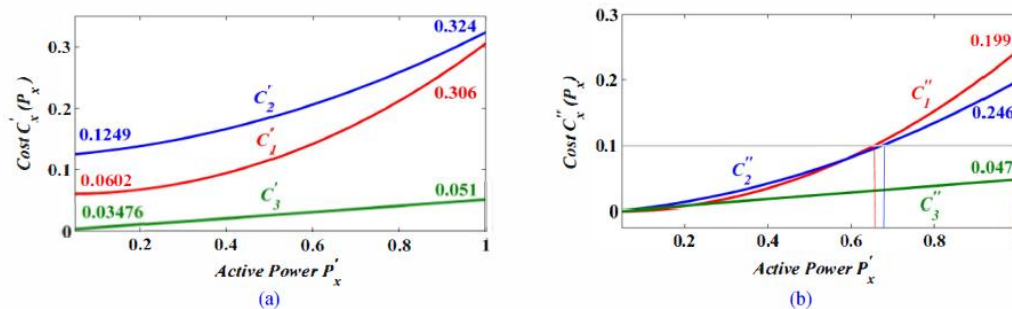 Cost C'x (Px)
0.3
0.2
0.1
0
0.324
0.306
0.1249
0.0602
0.03476
0.051
C'2
C'1
C'3
0.2
0.4
0.6
0.8
1
Active Power P'x
(a)
Cost C''x (Px)
0.3
0.2
0.1
0
0.199
0.246
0.047
C''1
C''2
C''3
0.2
0.4
0.6
0.8
Active Power P'x
(b)